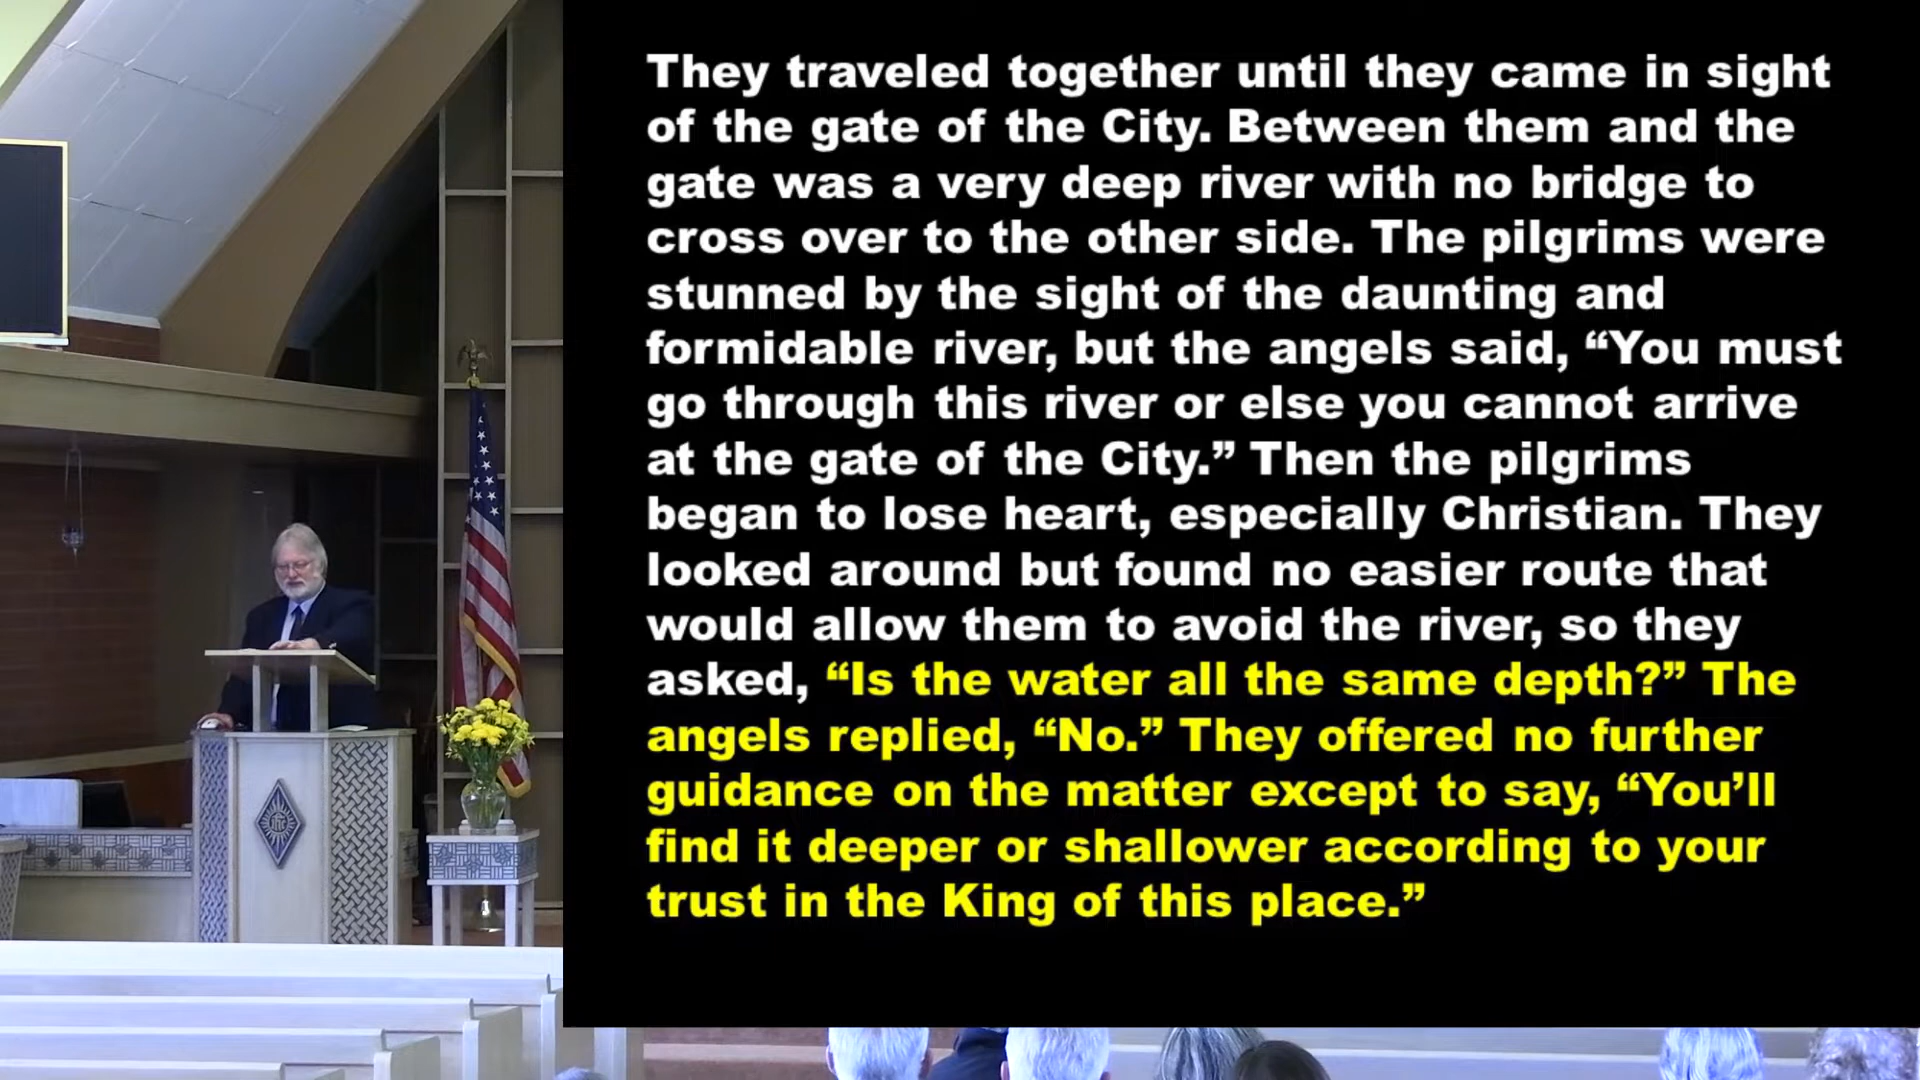 They traveled together until they came in sight
of the gate of the City. Between them and the
gate was a very deep river with no bridge to
cross over to the other side. The pilgrims were
stunned by the sight of the daunting and
formidable river, but the angels said, “You must
go through this river or else you cannot arrive
at the gate of the City.” Then the pilgrims
began to lose heart, especially Christian. They
looked around but found no easier route that
would allow them to avoid the river, so they
asked, “Is the water all the same depth?” The
angels replied, “No.” They offered no further
guidance on the matter except to say, “You’ll
find it deeper or shallower according to your
trust in the King of this place.”